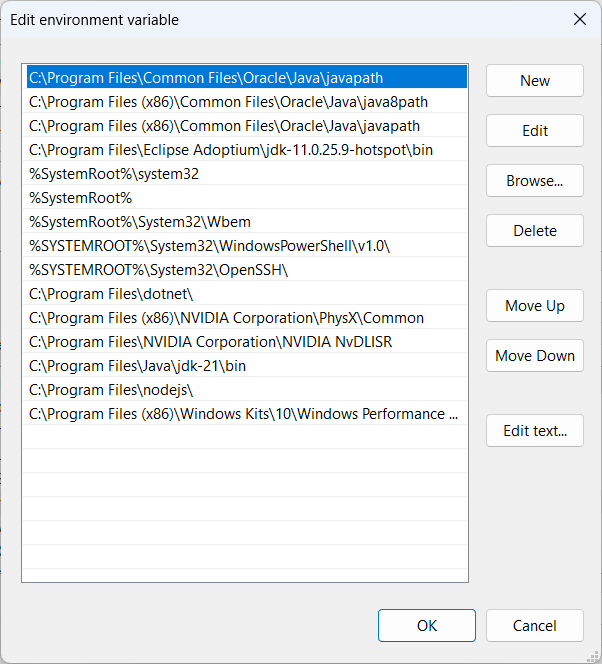 Edit environment variable
C:\Program Files\Common Files\Oracle\Java\javapath
C:\Program Files (x86)\Common Files\Oracle\Java\java8path
C:\Program Files (x86)\Common Files\Oracle\Java\javapath
C:\Program Files\Eclipse Adoptium\jdk-11.0.25.9-hotspot\bin
%SystemRoot%\system32
%SystemRoot%
%SystemRoot%\System32\Wbem
%SYSTEMROOT%\System32\WindowsPowerShell\v1.0\
%SYSTEMROOT%\System32\OpenSSH\
C:\Program Files\dotnet\
C:\Program Files (x86)\NVIDIA Corporation\PhysX\Common
C:\Program Files\NVIDIA Corporation\NVIDIA NvDLISR
C:\Program Files\Java\jdk-21\bin
C:\Program Files\nodejs\
C:\Program Files (x86)\Windows Kits\10\Windows Performance ...
New
Edit
Browse...
Delete
Move Up
Move Down
Edit text...
OK
Cancel